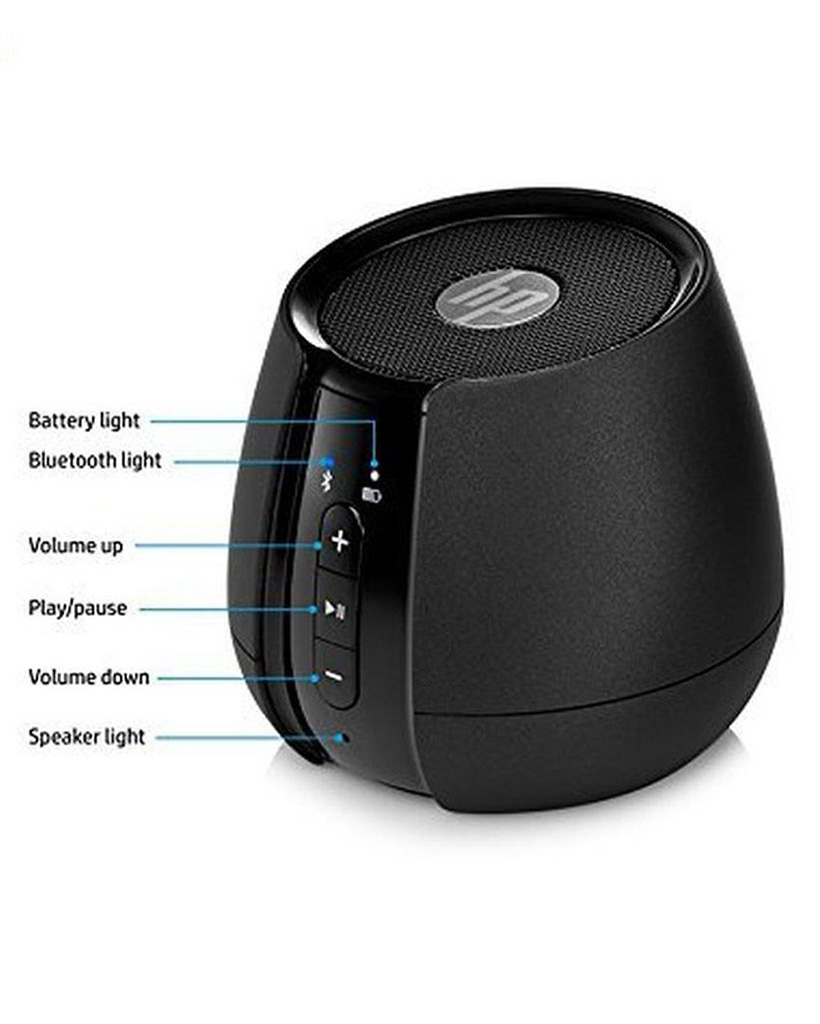 hp
Battery light
Bluetooth light
Volume up
Play/pause
Volume down
Speaker light